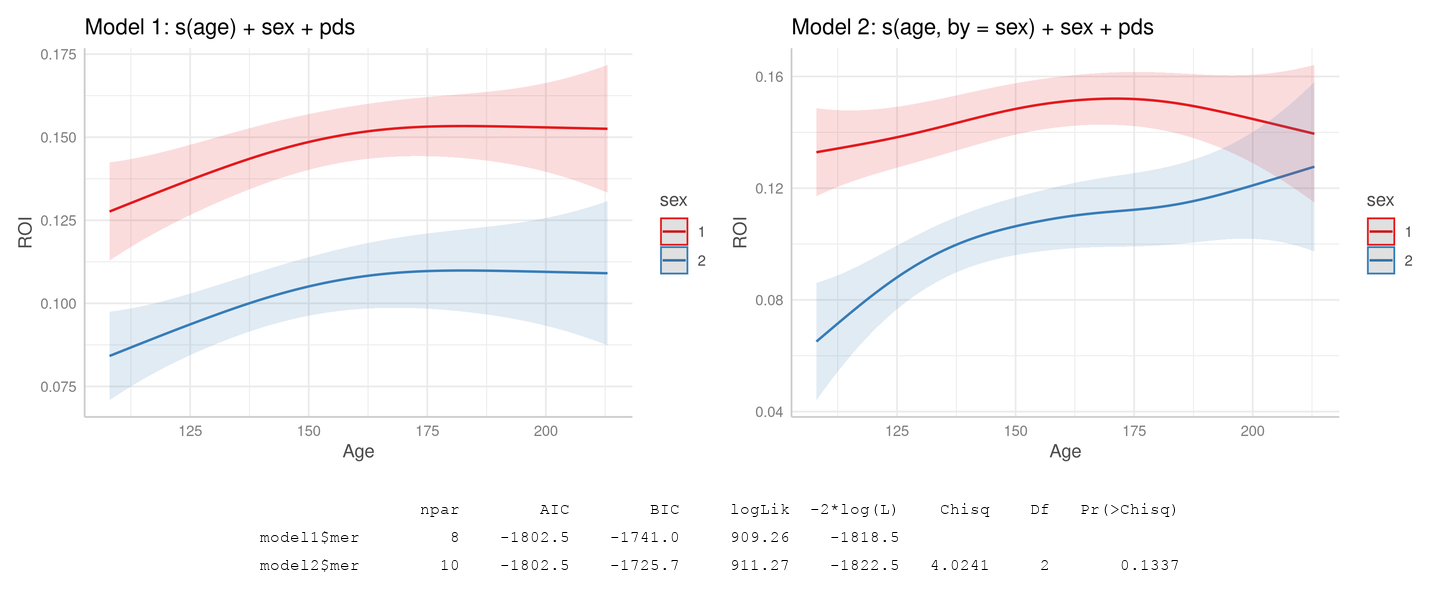 Model 1: s(age) + sex + pds
0.175
0.150
0.125
0.100
0.075
ROI
125 150 175 200
Age
sex
1
2
Model 2: s(age, by = sex) + sex + pds
0.16
0.12
0.08
0.04
ROI
125 150 175 200
Age
sex
1
2
npar AIC BIC logLik -2*log(L) Chisq Df Pr(>Chisq)
model1$mer 8 -1802.5 -1741.0 909.26 -1818.5
model2$mer 10 -1802.5 -1725.7 911.27 -1822.5 4.0241 2 0.1337